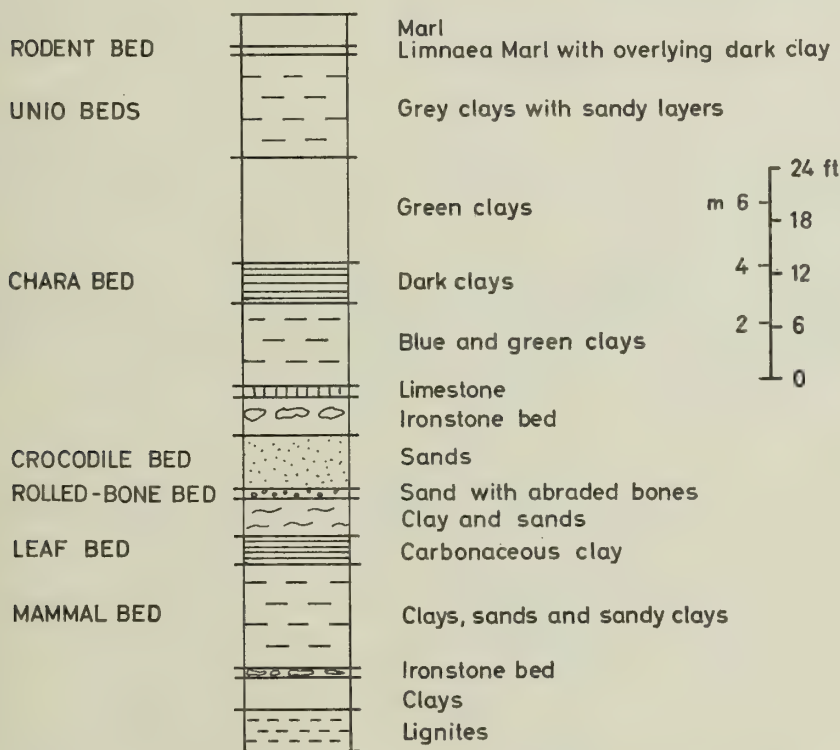 Marl
RODENT BED Limnaea Marl with overlying dark clay
UNIO BEDS Grey clays with sandy layers
24 ft
m 6
18
Green clays
4
12
CHARA BED Dark clays
2
6
Blue and green clays
0
Limestone
Ironstone bed
CROCODILE BED Sands
ROLLED-BONE BED Sand with abraded bones
Clay and sands
LEAF BED Carbonaceous clay
MAMMAL BED Clays, sands and sandy clays
Ironstone bed
Clays
Lignites